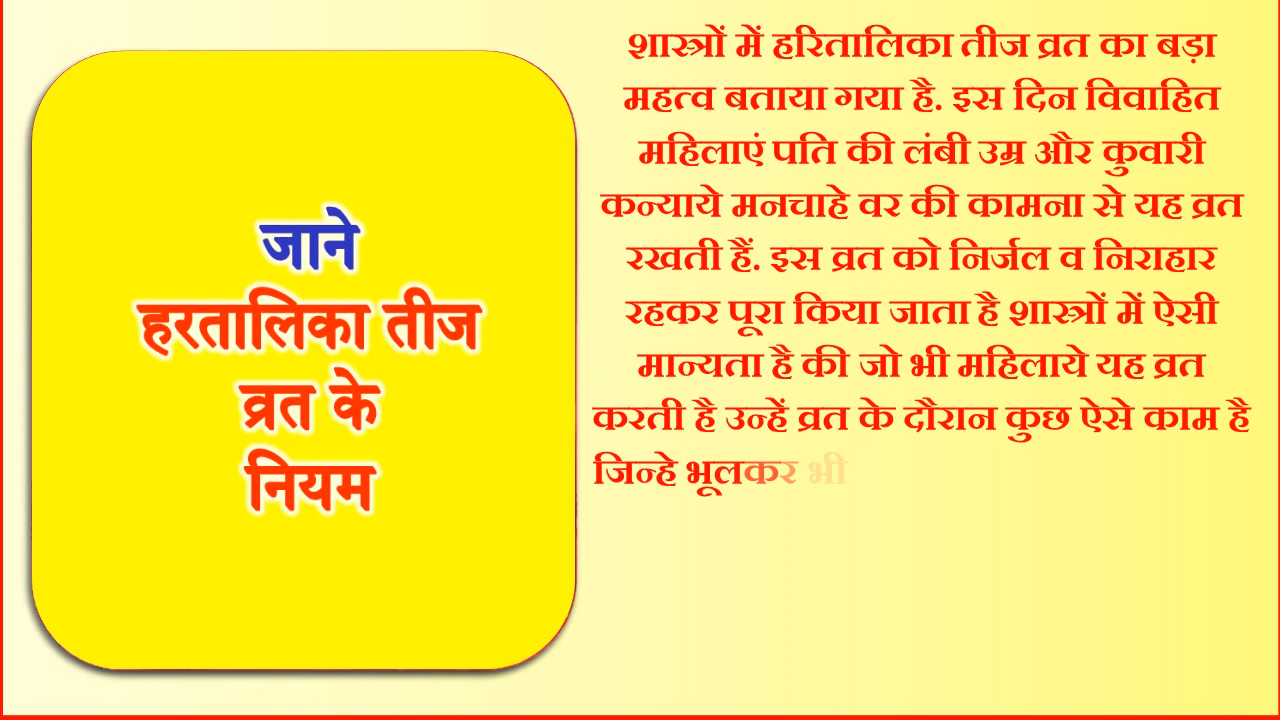 जाने
हरतालिका तीज
व्रत के
नियम
शास्त्रों में हरितालिका तीज व्रत का बड़ा
महत्व बताया गया है. इस दिन विवाहित
महिलाएं पति की लंबी उम्र और कुवारी
कन्याये मनचाहे वर की कामना से यह व्रत
रखती हैं. इस व्रत को निर्जल व निराहार
रहकर पूरा किया जाता है शास्त्रों में ऐसी
मान्यता है की जो भी महिलाये यह व्रत
करती है उन्हें व्रत के दौरान कुछ ऐसे काम है
जिन्हे भूलकर भी